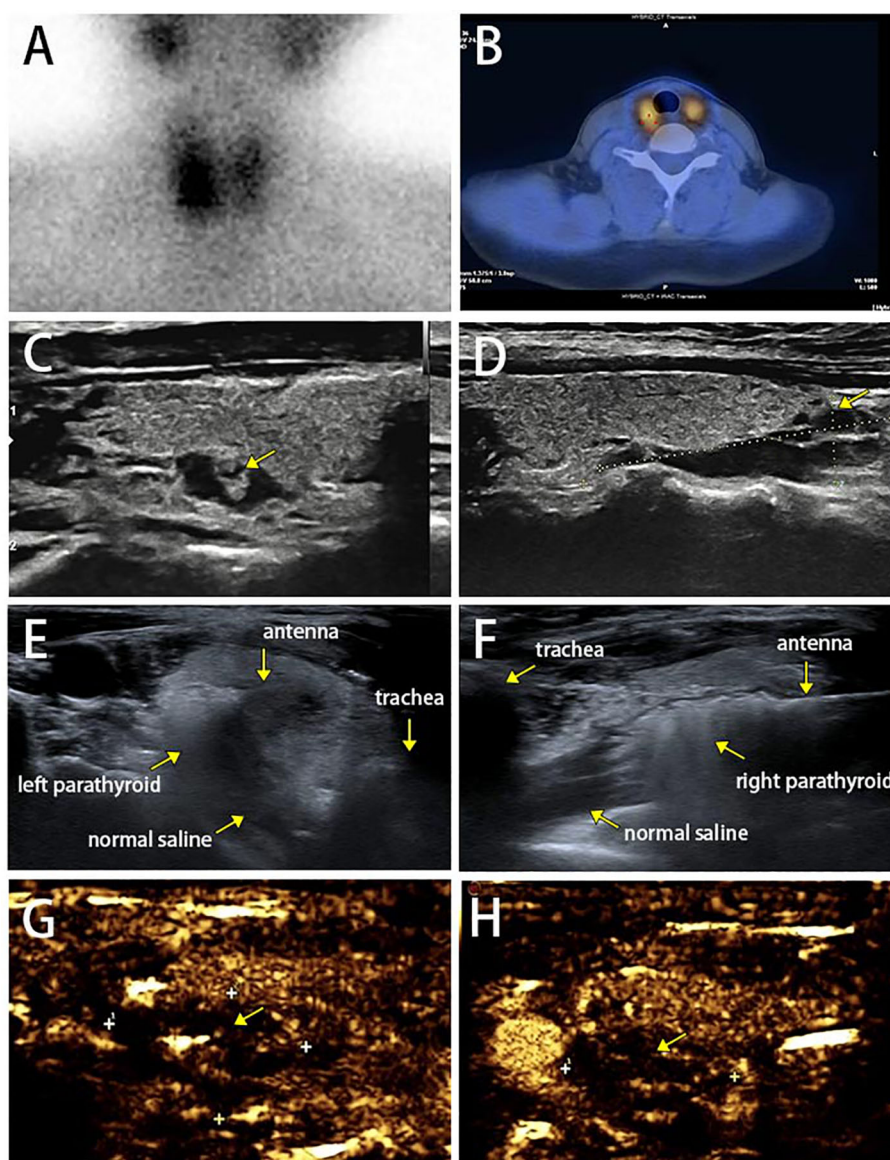 A
B
HYBRID_CT Transaxials
A
L
P
HYBRID_CT + IRAC Transaxials
C
1
2
D
E
antenna
trachea
left parathyroid
normal saline
F
trachea
antenna
right parathyroid
normal saline
G
H